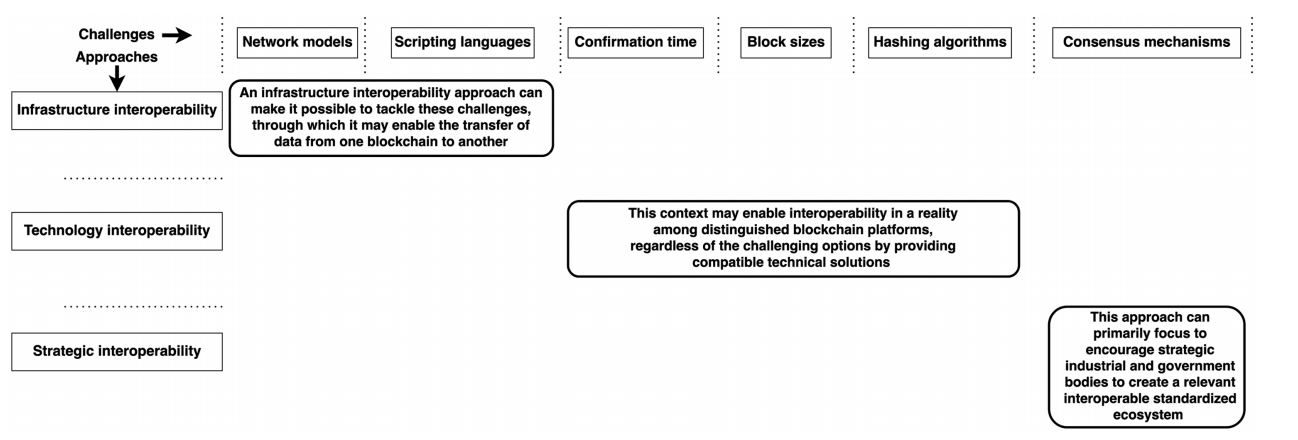 Challenges
Approaches
Network models
Scripting languages
Confirmation time
Block sizes
Hashing algorithms
Consensus mechanisms
Infrastructure interoperability
An infrastructure interoperability approach can
make it possible to tackle these challenges,
through which it may enable the transfer of
data from one blockchain to another
Technology interoperability
This context may enable interoperability in a reality
among distinguished blockchain platforms,
regardless of the challenging options by providing
compatible technical solutions
Strategic interoperability
This approach can
primarily focus to
encourage strategic
industrial and government
bodies to create a relevant
interoperable standardized
ecosystem